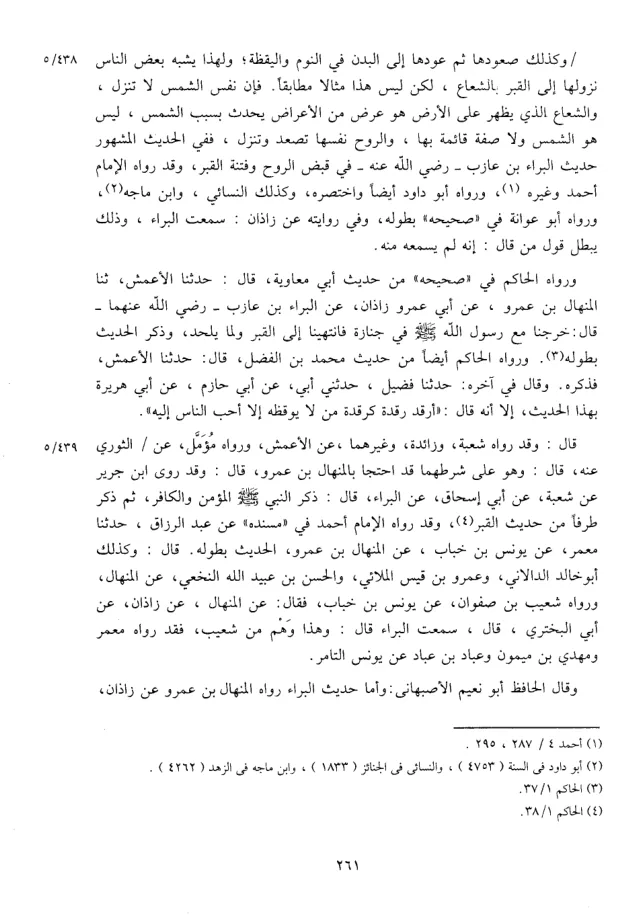 / وكذلك صعودها ثم عودها إلى البدن في النوم واليقظة؛ ولهذا يشبه بعض الناس ٥/٤٣٨
نزولها إلى القبر بالشعاع ، لكن ليس هذا مثالا مطابقاً. فإن نفس الشمس لا تنزل ،
والشعاع الذي يظهر على الأرض هو عرض من الأعراض يحدث بسبب الشمس ، ليس
هو الشمس ولا صفة قائمة بها ، والروح نفسها تصعد وتنزل ، ففي الحديث المشهور
حديث البراء بن عازب ـ رضي الله عنه ـ في قبض الروح وفتنة القبر، وقد رواه الإمام
أحمد وغيره (١)، ورواه أبو داود أيضاً واختصره، وكذلك النسائي ، وابن ماجه(٢)،
ورواه أبو عوانة في «صحيحه» بطوله، وفي روايته عن زاذان : سمعت البراء ، وذلك
يبطل قول من قال : إنه لم يسمعه منه.
ورواه الحاكم في «صحيحه» من حديث أبي معاوية، قال : حدثنا الأعمش، ثنا
المنهال بن عمرو ، عن أبي عمرو زاذان، عن البراء بن عازب ـ رضي الله عنهما ـ
قال:خرجنا مع رسول الله ﷺ في جنازة فانتهينا إلى القبر ولما يلحد، وذكر الحديث
بطوله(٣). ورواه الحاكم أيضاً من حديث محمد بن الفضل، قال: حدثنا الأعمش،
فذكره. وقال في آخره: حدثنا فضيل ، حدثني أبي، عن أبي حازم ، عن أبي هريرة
بهذا الحديث، إلا أنه قال :«أرقد رقدة كرقدة من لا يوقظه إلا أحب الناس إليه».
قال : وقد رواه شعبة، وزائدة، وغيرهما ،عن الأعمش، ورواه مُؤَمَّل، عن / الثوري ٥/٤٣٩
عنه، قال : وهو على شرطهما قد احتجا بالمنهال بن عمرو، قال : وقد روى ابن جرير
عن شعبة، عن أبي إسحاق، عن البراء، قال : ذكر النبي ﷺ المؤمن والكافر، ثم ذكر
طرفاً من حديث القبر(٤)، وقد رواه الإمام أحمد في «مسنده» عن عبد الرزاق ، حدثنا
معمر، عن يونس بن خباب ، عن المنهال بن عمرو، الحديث بطوله. قال : وكذلك
أبوخالد الدالاني، وعمرو بن قيس الملائي، والحسن بن عبيد الله النخعي، عن المنهال،
ورواه شعيب بن صفوان، عن يونس بن خباب، فقال: عن المنهال ، عن زاذان، عن
أبي البختري ، قال ، سمعت البراء قال : وهذا وَهْم من شعيب، فقد رواه معمر
ومهدي بن ميمون وعباد بن عباد عن يونس التامر.
وقال الحافظ أبو نعيم الأصبهاني:وأما حديث البراء رواه المنهال بن عمرو عن زاذان،
(١) أحمد ٤ / ٢٨٧ ، ٢٩٥ .
(٢) أبو داود في السنة ( ٤٧٥٣ ) ، والنسائى فى الجنائز ( ١٨٣٣ ) ، وابن ماجه فى الزهد ( ٤٢٦٢ ) .
(٣) الحاكم ٣٧/١.
(٤) الحاكم ٣٨/١.
٢٦١